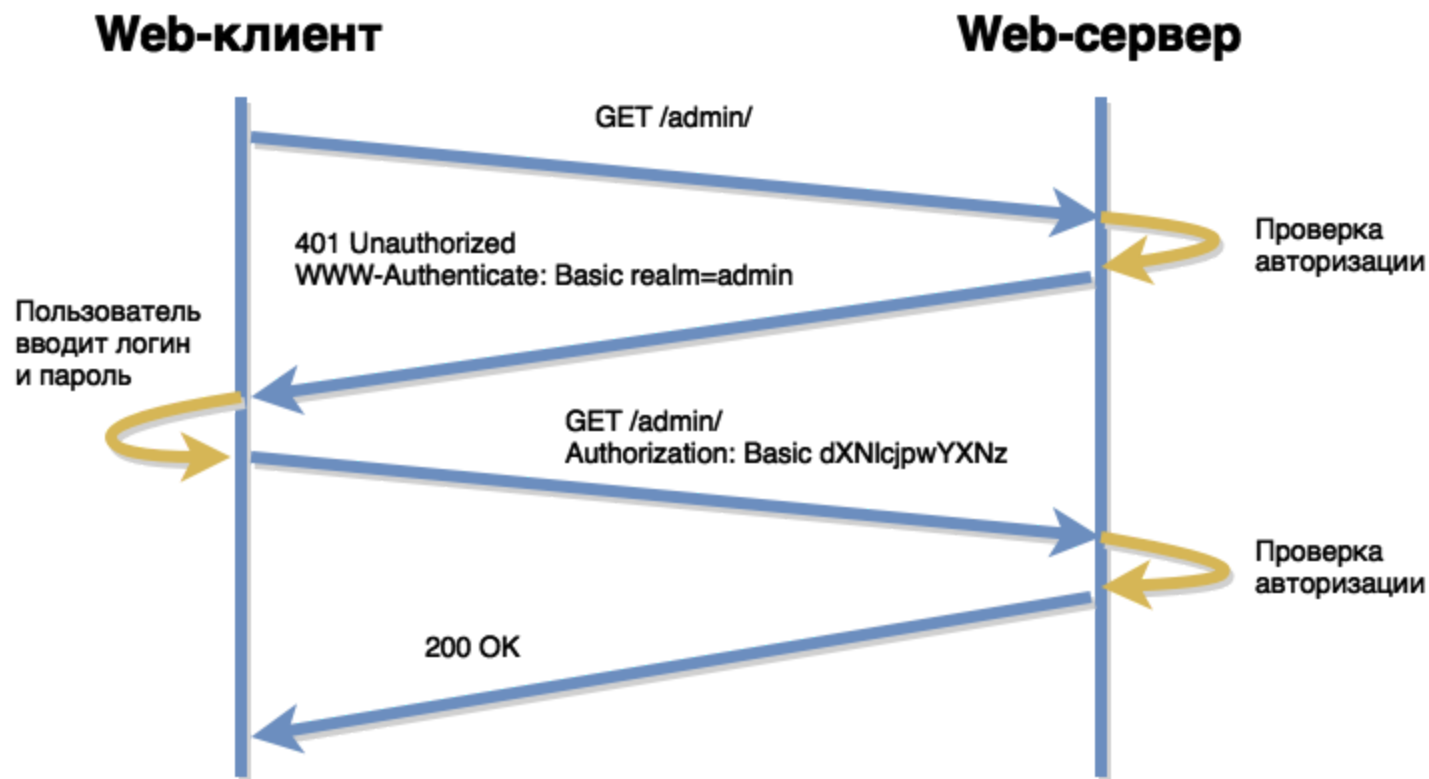 Web-клиент
Web-сервер
GET /admin/
Проверка
авторизации
401 Unauthorized
WWW-Authenticate: Basic realm=admin
Пользователь
вводит логин
и пароль
GET /admin/
Authorization: Basic dXNlcjpwYXNz
Проверка
авторизации
200 OK